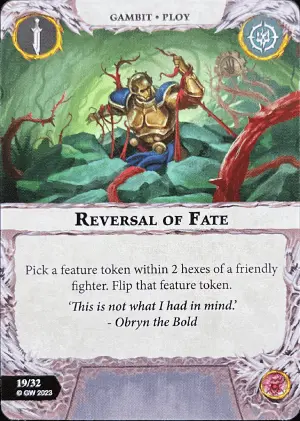 GAMBIT • PLOY
REVERSAL OF FATE
Pick a feature token within 2 hexes of a friendly
fighter. Flip that feature token.
‘This is not what I had in mind.’
- Obryn the Bold
19/32
© GW 2023